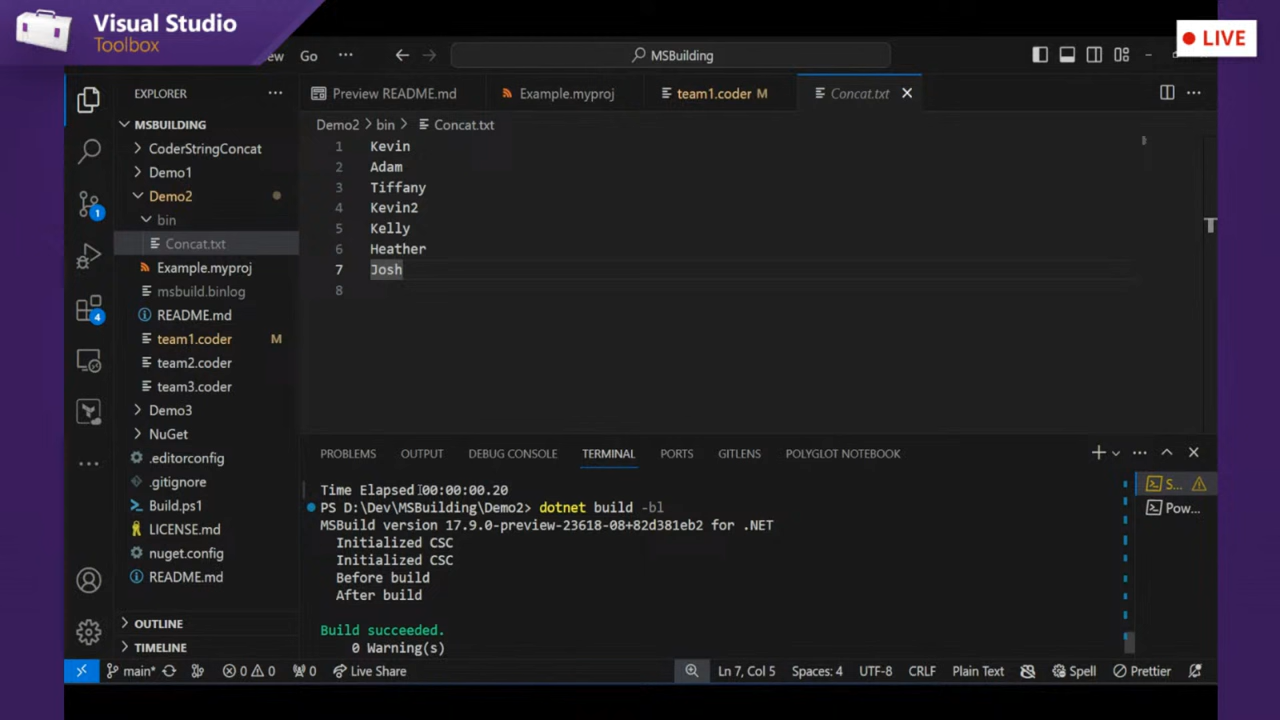 Visual Studio
Toolbox
LIVE
ew Go ··· MSBuilding
EXPLORER ···
MSBUILDING
CoderStringConcat
Demo1
Demo2
bin
Concat.txt
Example.myproj
msbuild.binlog
README.md
team1.coder M
team2.coder
team3.coder
Demo3
NuGet
.editorconfig
.gitignore
Build.ps1
LICENSE.md
nuget.config
README.md
OUTLINE
TIMELINE
1
4
Preview README.md Example.myproj team1.coder M Concat.txt
Demo2 > bin > Concat.txt
1 Kevin
2 Adam
3 Tiffany
4 Kevin2
5 Kelly
6 Heather
7 Josh
8
PROBLEMS OUTPUT DEBUG CONSOLE TERMINAL PORTS GITLENS POLYGLOT NOTEBOOK
Time Elapsed 00:00:00.20
PS D:\Dev\MSBuilding\Demo2> dotnet build -bl
MSBuild version 17.9.0-preview-23618-08+82d381eb2 for .NET
Initialized CSC
Initialized CSC
Before build
After build
Build succeeded.
0 Warning(s)
S...
Pow...
main* 0 0 0 Live Share Ln 7, Col 5 Spaces: 4 UTF-8 CRLF Plain Text Spell Prettier